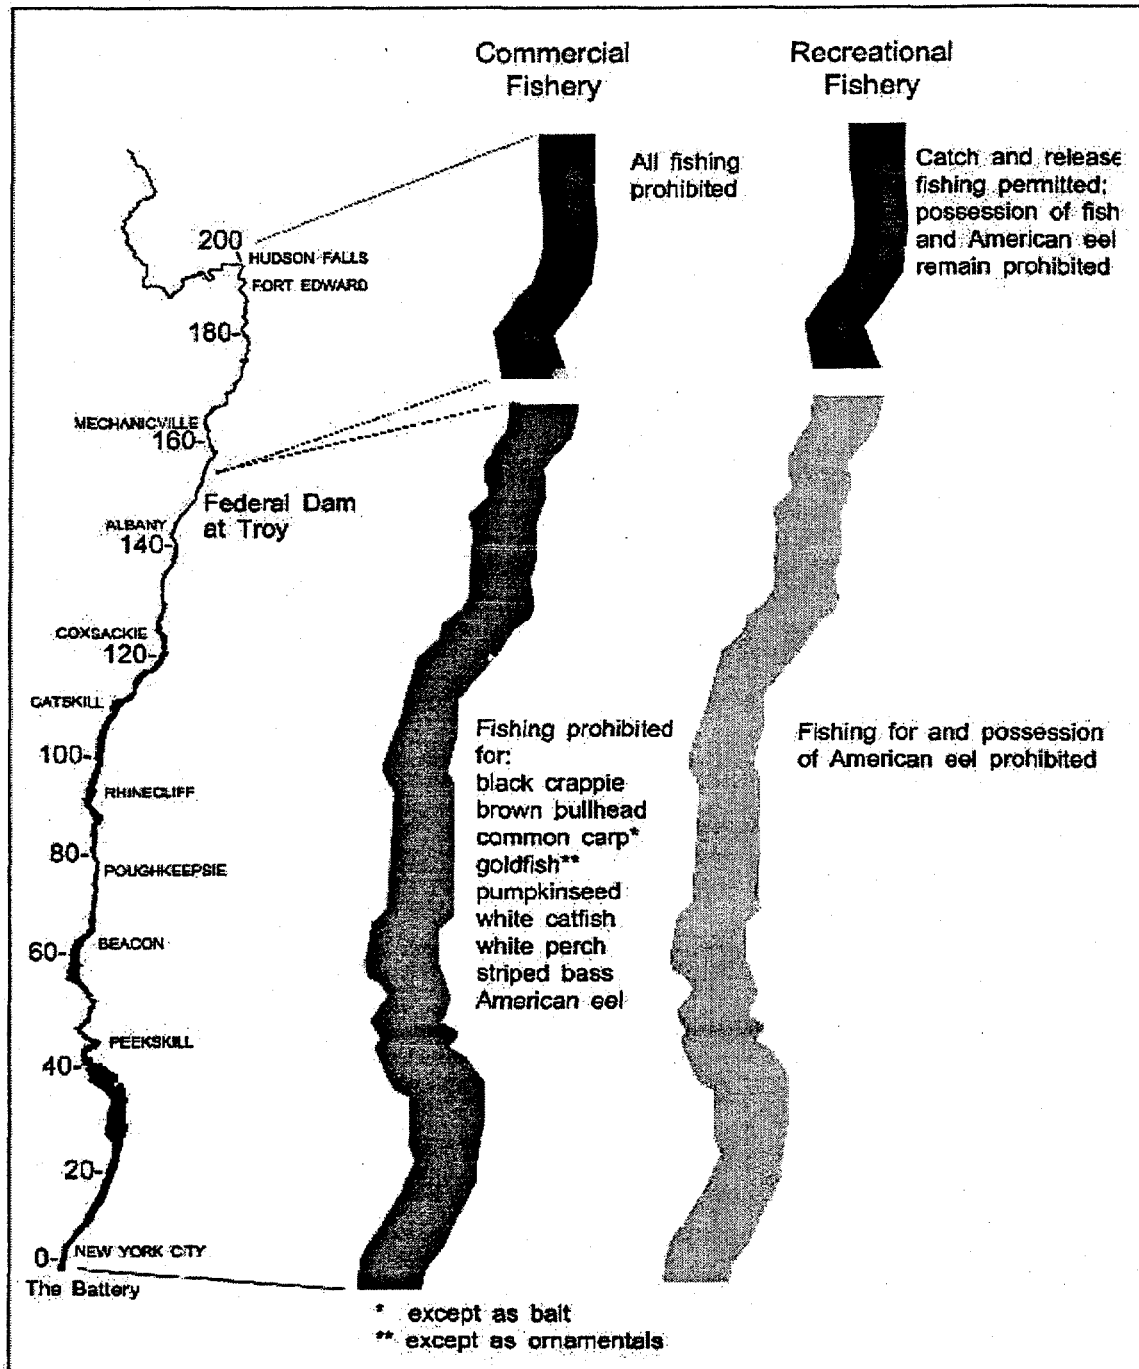 Commercial
Fishery
Recreational
Fishery
All fishing
prohibited
Catch and release
fishing permitted;
possession of fish
and American eel
remain prohibited
200
HUDSON FALLS
FORT EDWARD
180-
MECHANICVILLE
160-
Federal Dam
at Troy
ALBANY
140-
COXSACKIE
120-
CATSKILL
100-
RHINECLIFF
80-
POUGHKEEPSIE
BEACON
60-
PEEKSKILL
40-
20-
0-
NEW YORK CITY
The Battery
Fishing prohibited
for:
black crappie
brown bullhead
common carp*
goldfish**
pumpkinseed
white catfish
white perch
striped bass
American eel
Fishing for and possession
of American eel prohibited
* except as bait
** except as ornamentals